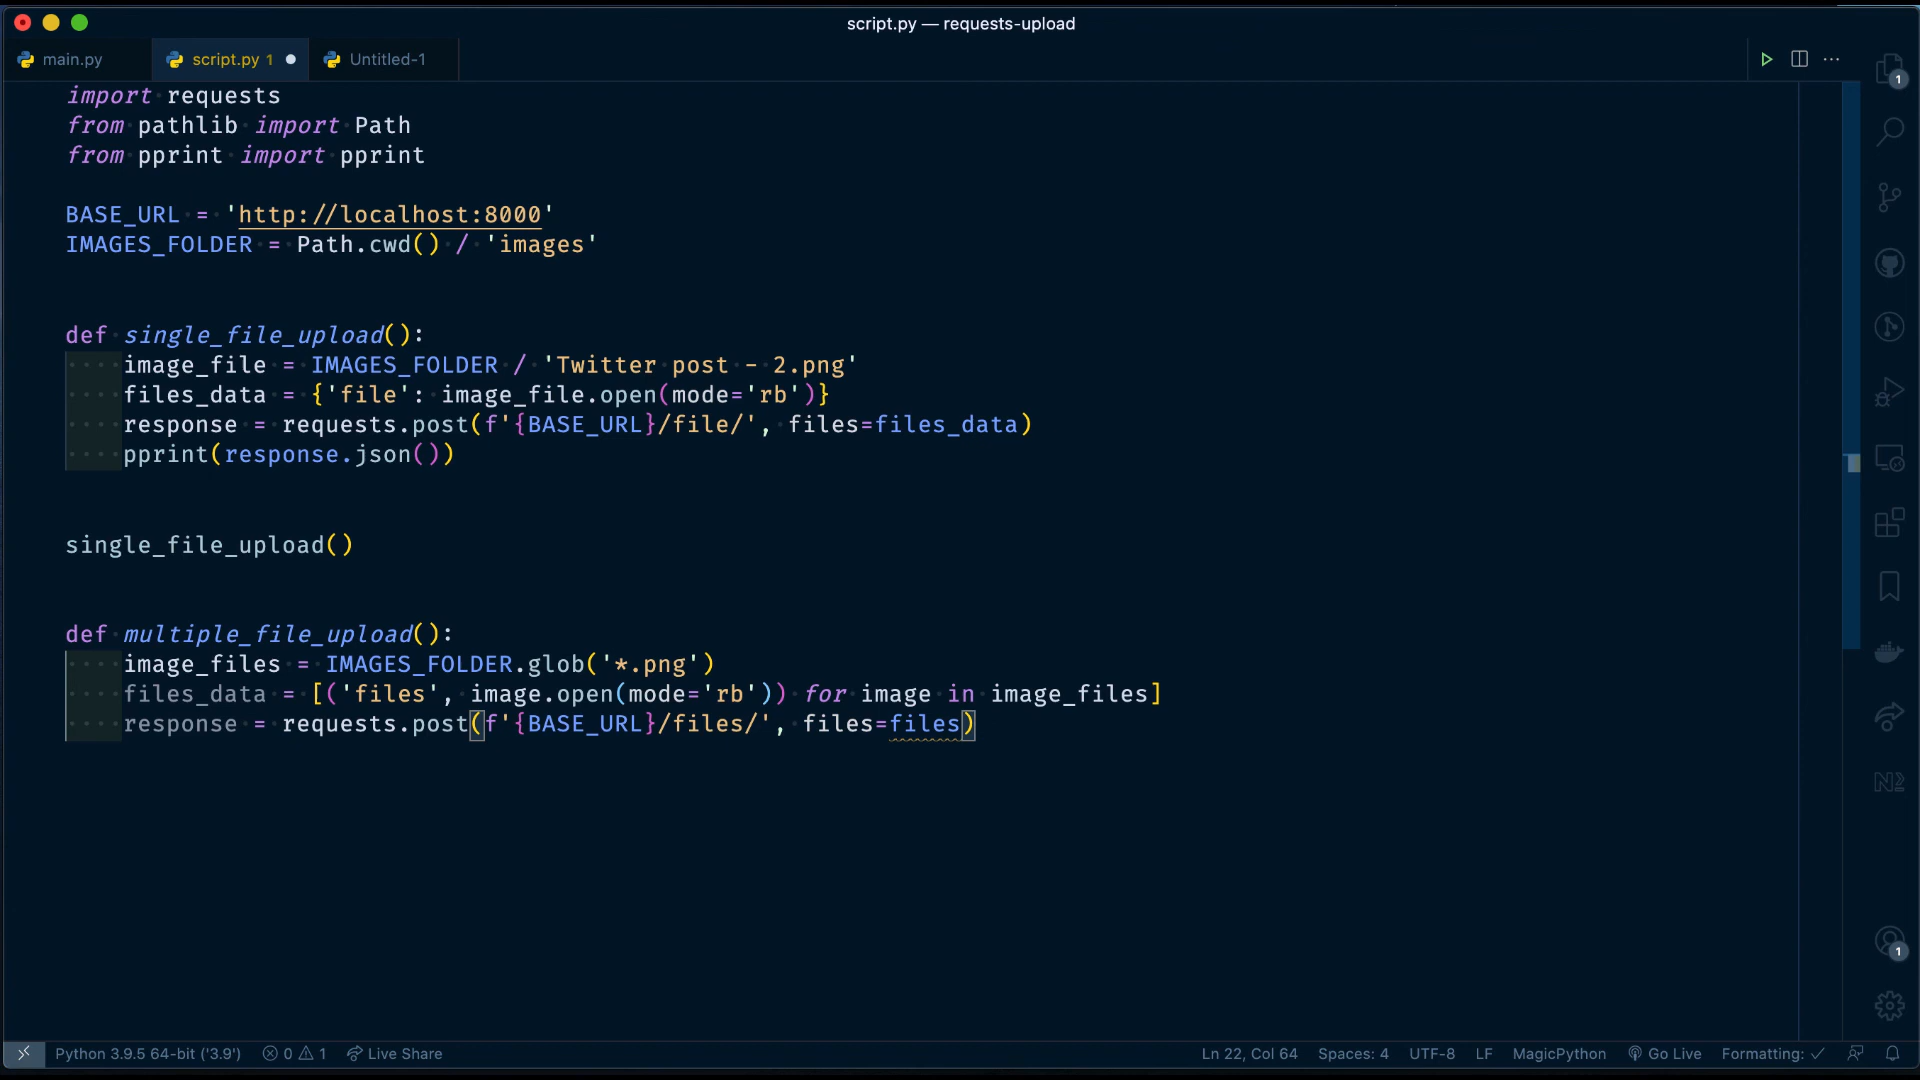 script.py — requests-upload
main.py
script.py 1
Untitled-1
import requests
from pathlib import Path
from pprint import pprint
BASE_URL = 'http://localhost:8000'
IMAGES_FOLDER = Path.cwd() / 'images'
def single_file_upload():
    image_file = IMAGES_FOLDER / 'Twitter post - 2.png'
    files_data = {'file': image_file.open(mode='rb')}
    response = requests.post(f'{BASE_URL}/file/', files=files_data)
    pprint(response.json())
single_file_upload()
def multiple_file_upload():
    image_files = IMAGES_FOLDER.glob('*.png')
    files_data = [('files', image.open(mode='rb')) for image in image_files]
    response = requests.post(f'{BASE_URL}/files/', files=files)
1
1
Python 3.9.5 64-bit ('3.9') 0 1 Live Share
Ln 22, Col 64 Spaces: 4 UTF-8 LF MagicPython Go Live Formatting: ✓